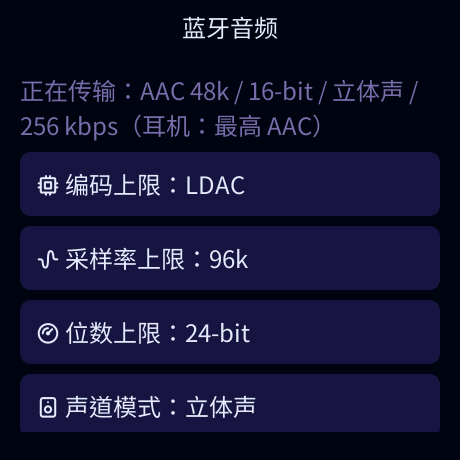 蓝牙音频
正在传输：AAC 48k / 16-bit / 立体声 /
256 kbps（耳机：最高 AAC）
编码上限：LDAC
采样率上限：96k
位数上限：24-bit
声道模式：立体声